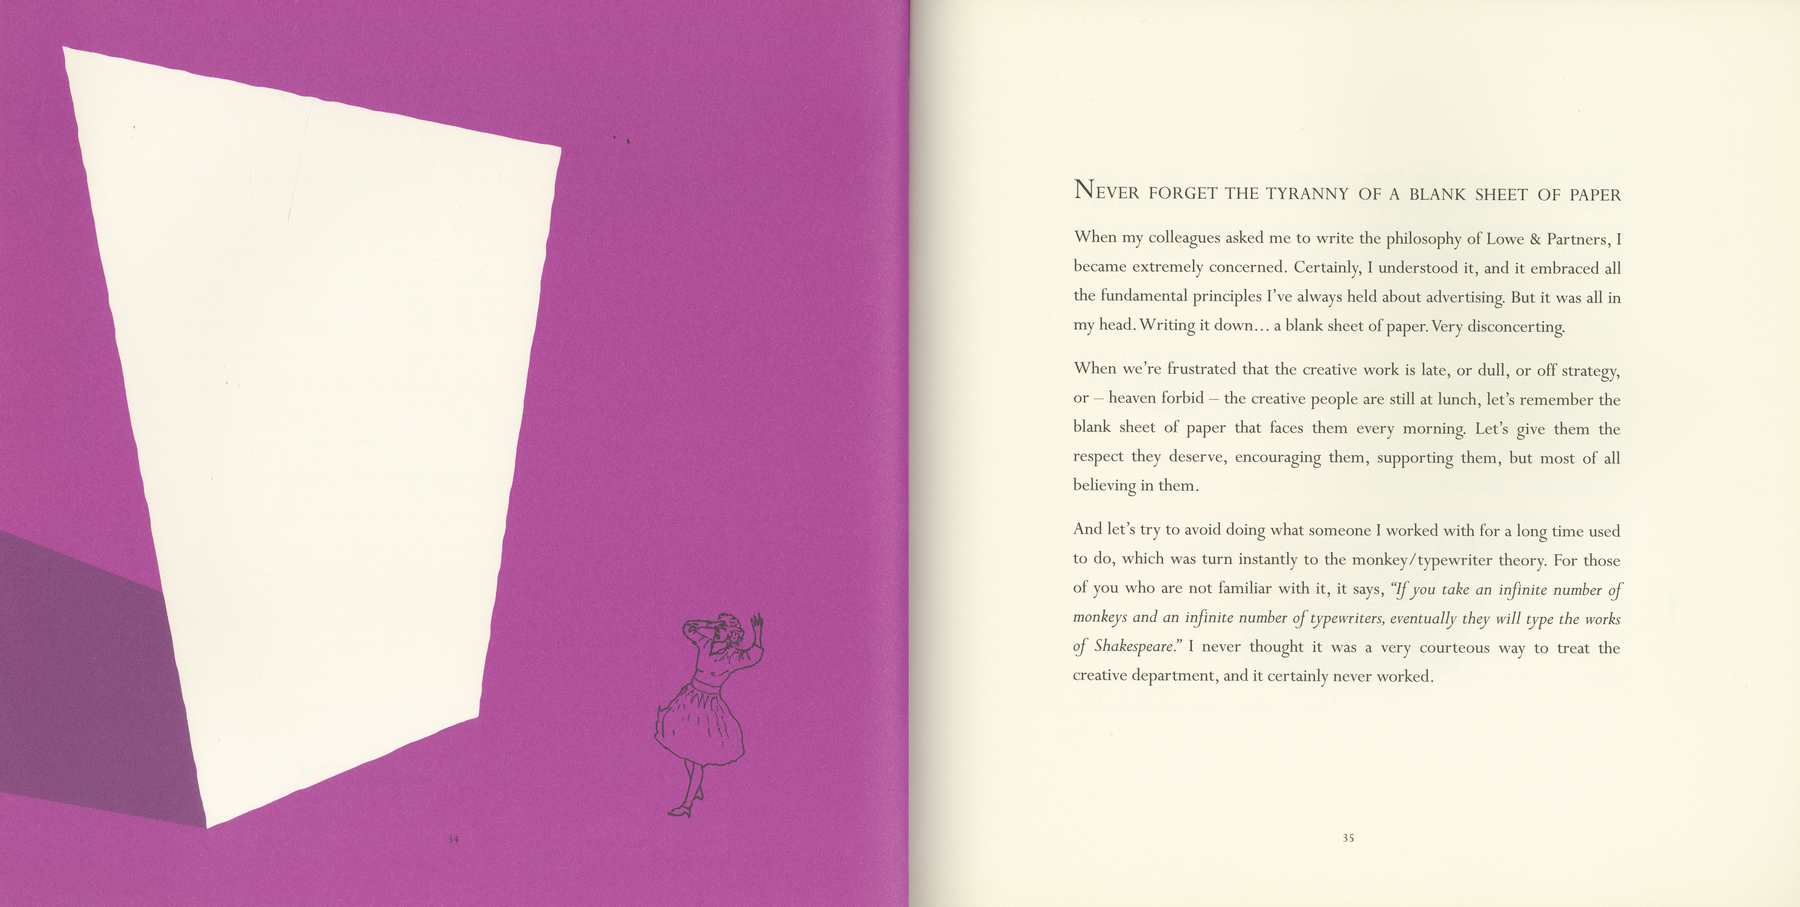 34
NEVER FORGET THE TYRANNY OF A BLANK SHEET OF PAPER
When my colleagues asked me to write the philosophy of Lowe & Partners, I
became extremely concerned. Certainly, I understood it, and it embraced all
the fundamental principles I’ve always held about advertising. But it was all in
my head. Writing it down… a blank sheet of paper. Very disconcerting.
When we’re frustrated that the creative work is late, or dull, or off strategy,
or – heaven forbid – the creative people are still at lunch, let’s remember the
blank sheet of paper that faces them every morning. Let’s give them the
respect they deserve, encouraging them, supporting them, but most of all
believing in them.
And let’s try to avoid doing what someone I worked with for a long time used
to do, which was turn instantly to the monkey/typewriter theory. For those
of you who are not familiar with it, it says, “If you take an infinite number of
monkeys and an infinite number of typewriters, eventually they will type the works
of Shakespeare.” I never thought it was a very courteous way to treat the
creative department, and it certainly never worked.
35